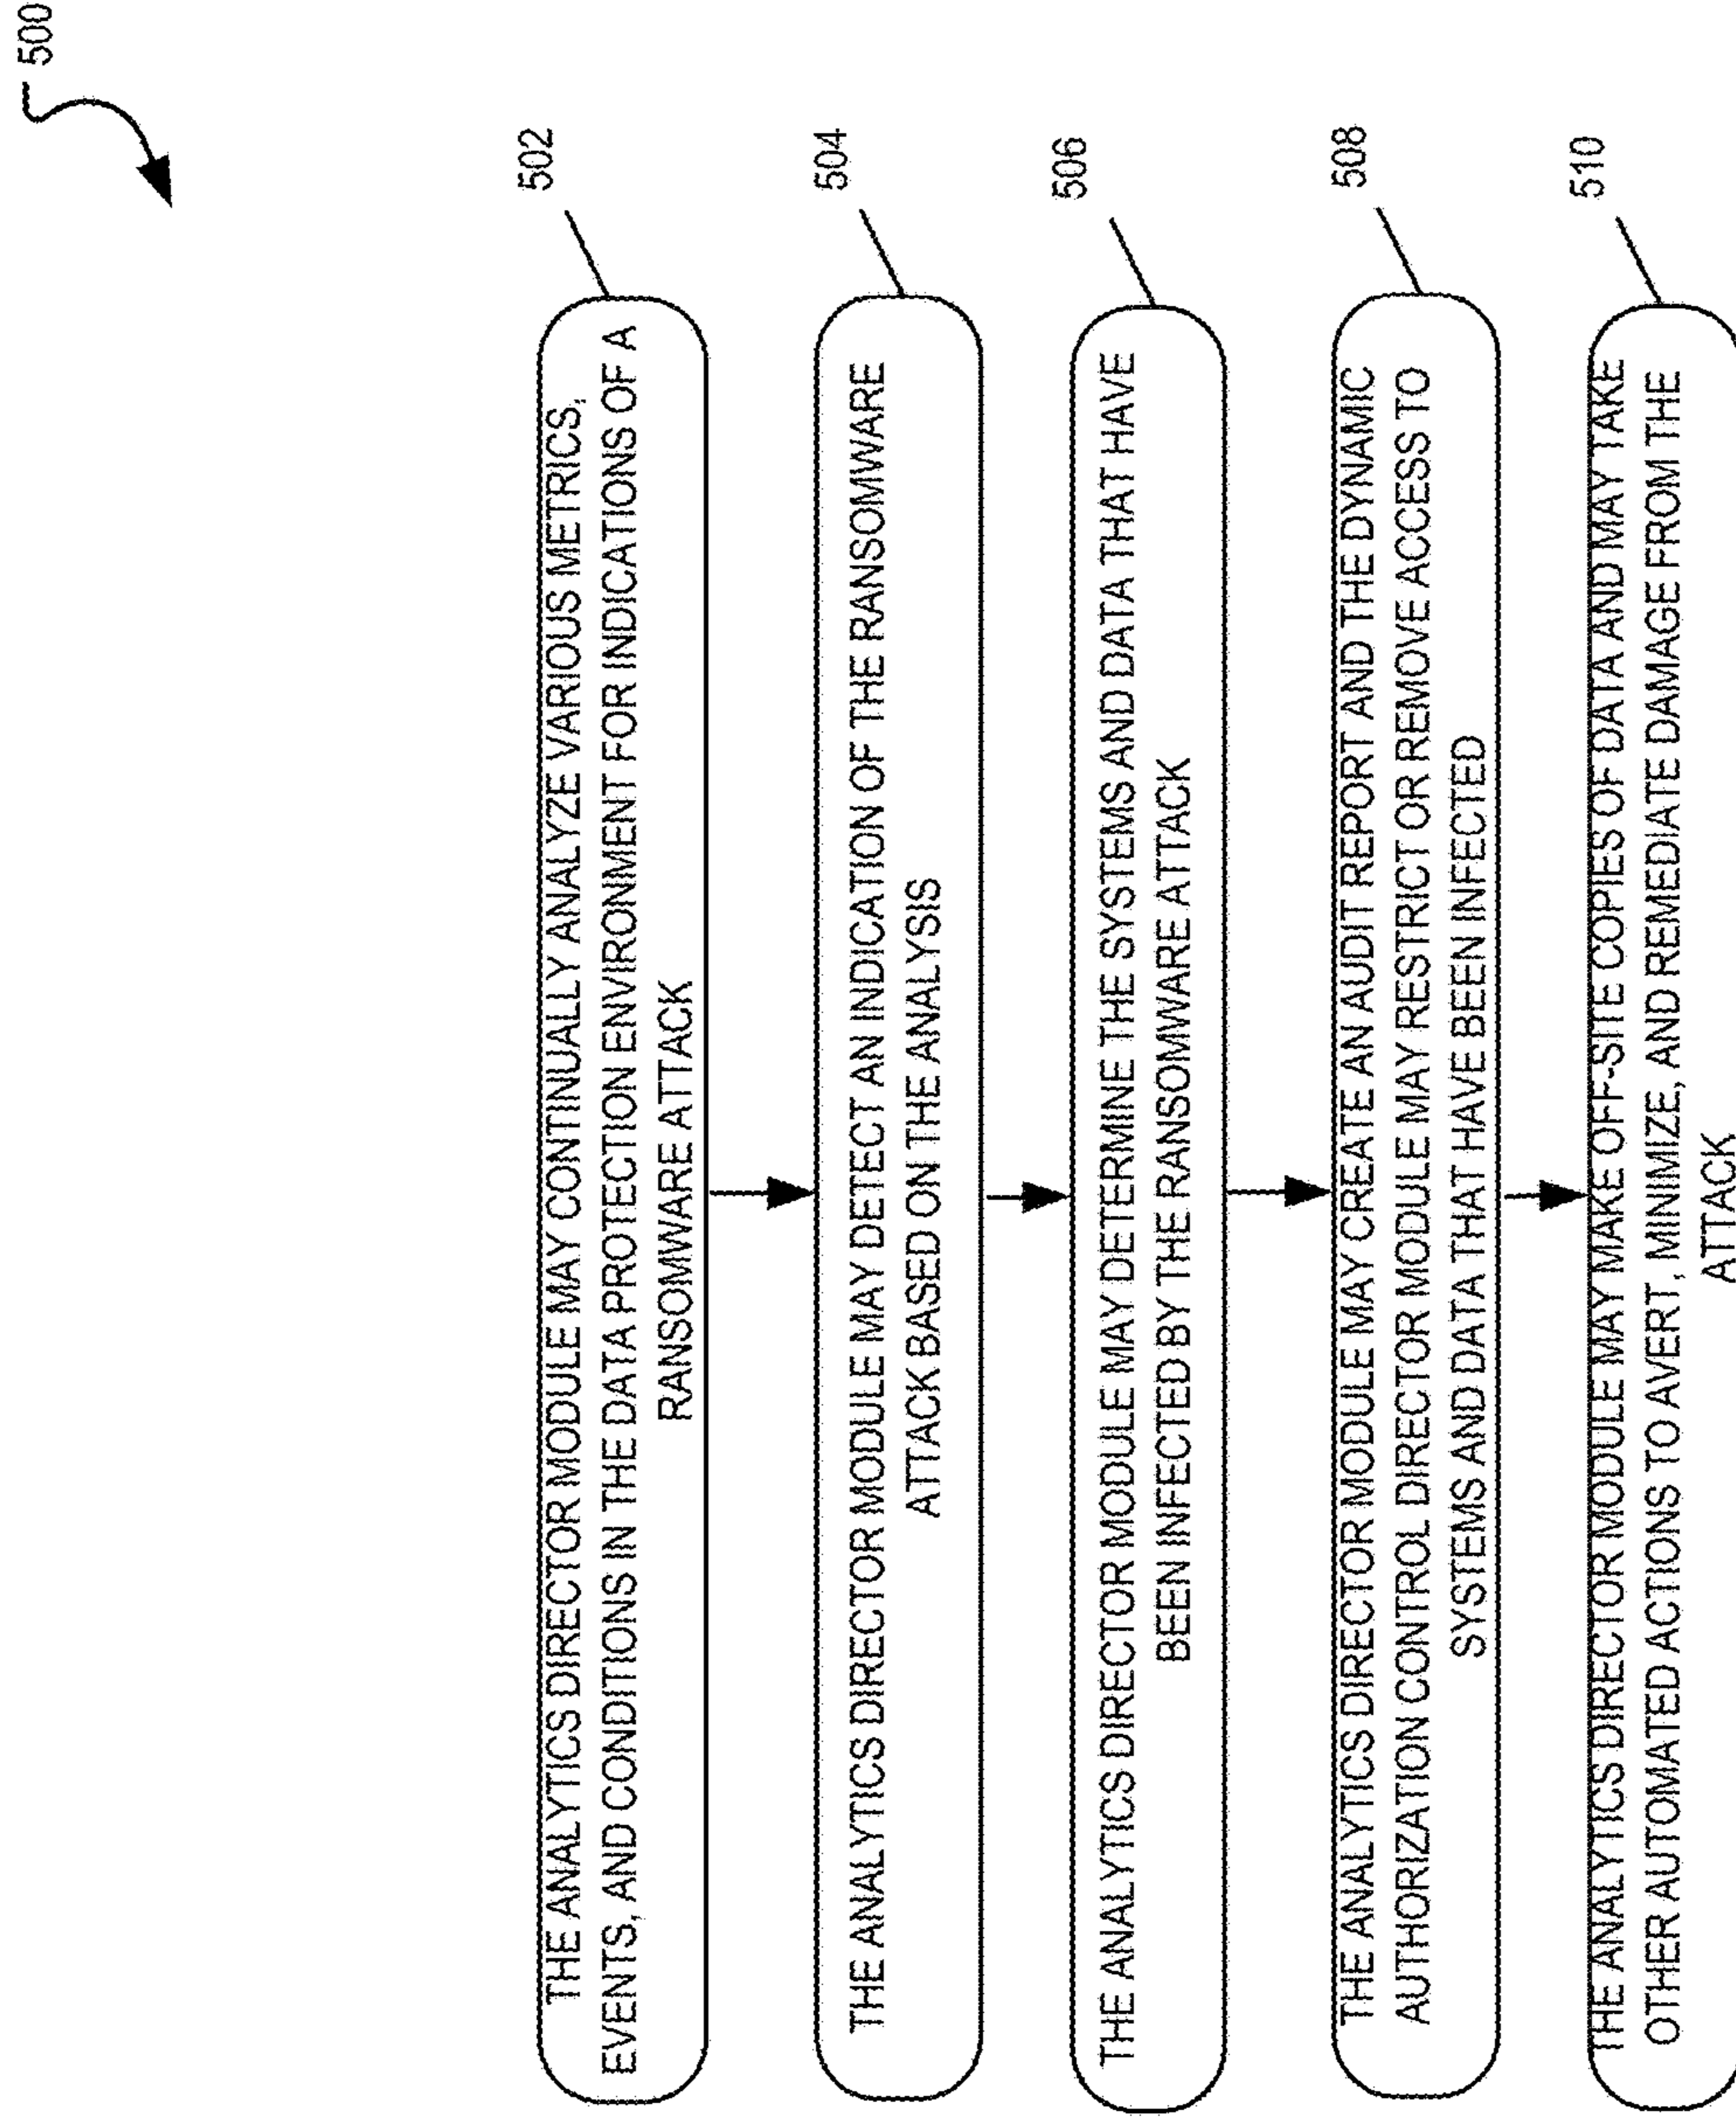 500
502
THE ANALYTICS DIRECTOR MODULE MAY CONTINUALLY ANALYZE VARIOUS METRICS,
EVENTS, AND CONDITIONS IN THE DATA PROTECTION ENVIRONMENT FOR INDICATIONS OF A
RANSOMWARE ATTACK
504
THE ANALYTICS DIRECTOR MODULE MAY DETECT AN INDICATION OF THE RANSOMWARE
ATTACK BASED ON THE ANALYSIS
506
THE ANALYTICS DIRECTOR MODULE MAY DETERMINE THE SYSTEMS AND DATA THAT HAVE
BEEN INFECTED BY THE RANSOMWARE ATTACK
508
THE ANALYTICS DIRECTOR MODULE MAY CREATE AN AUDIT REPORT AND THE DYNAMIC
AUTHORIZATION CONTROL DIRECTOR MODULE MAY RESTRICT OR REMOVE ACCESS TO
SYSTEMS AND DATA THAT HAVE BEEN INFECTED
510
THE ANALYTICS DIRECTOR MODULE MAY MAKE OFF-SITE COPIES OF DATA AND MAY TAKE
OTHER AUTOMATED ACTIONS TO AVERT, MINIMIZE, AND REMEDIATE DAMAGE FROM THE
ATTACK